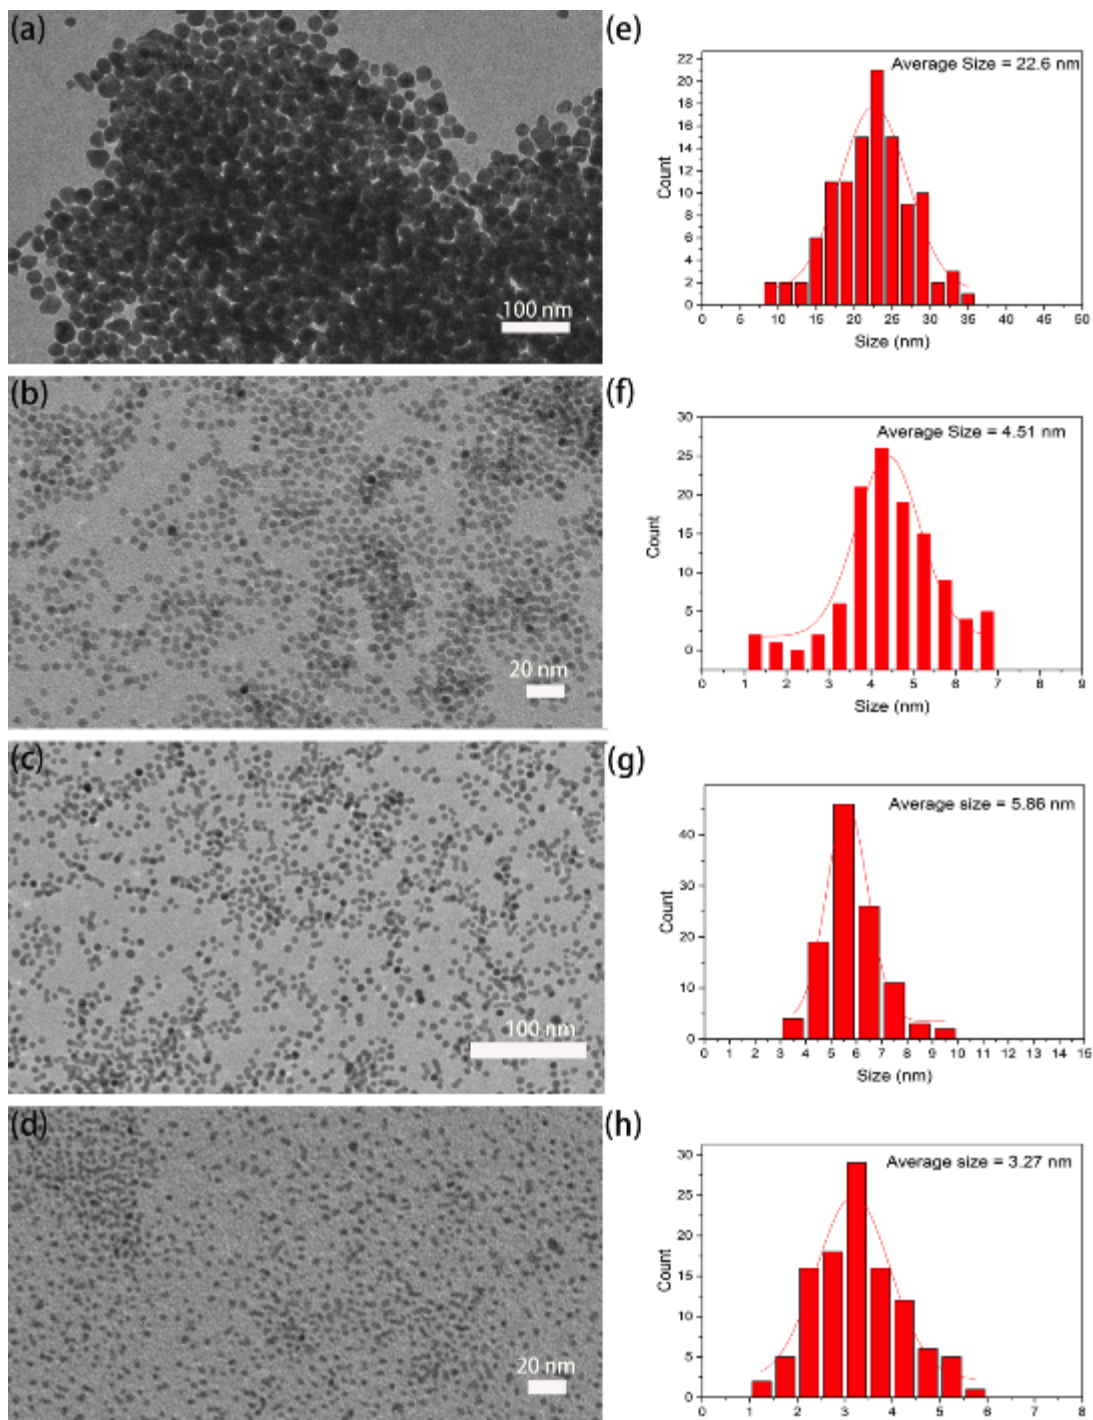 (a)
100 nm
(e)
Average Size = 22.6 nm
22
20
18
16
14
12
10
8
6
4
2
0
Count
0 5 10 15 20 25 30 35 40 45 50
Size (nm)
(b)
20 nm
(f)
Average Size = 4.51 nm
30
25
20
15
10
5
0
Count
0 1 2 3 4 5 6 7 8 9
Size (nm)
(c)
100 nm
(g)
Average size = 5.86 nm
40
30
20
10
0
Count
0 1 2 3 4 5 6 7 8 9 10 11 12 13 14 15
Size (nm)
(d)
20 nm
(h)
Average size = 3.27 nm
30
25
20
15
10
5
0
Count
0 1 2 3 4 5 6 7 8